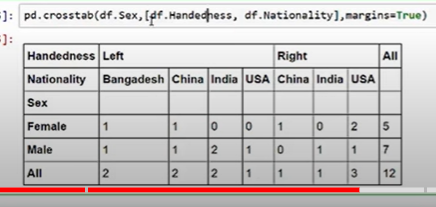 ]: pd.crosstab(df.Sex,[df.Handedness, df.Nationality],margins=True)
]:
Handedness Left Right All
Nationality Bangadesh China India USA China India USA
Sex
Female 1 1 0 0 1 0 2 5
Male 1 1 2 1 0 1 1 7
All 2 2 2 1 1 1 3 12